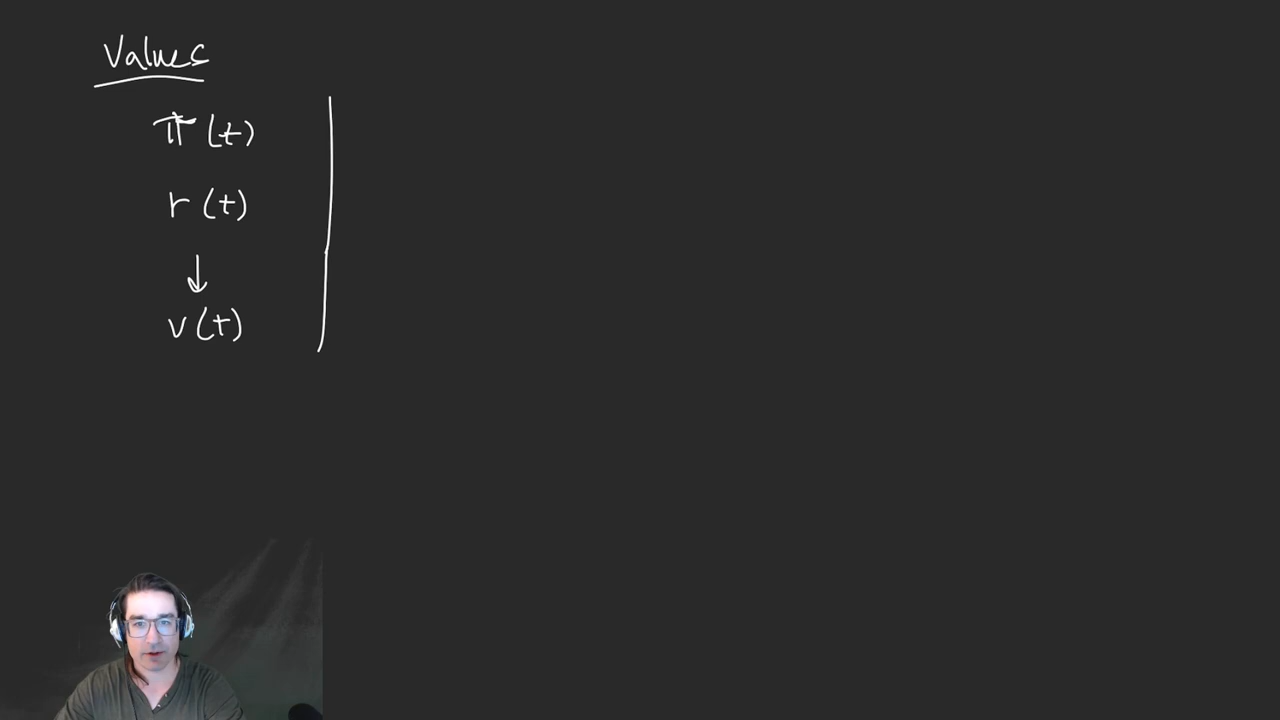 Values
π(t)
r(t)
↓
v(t)